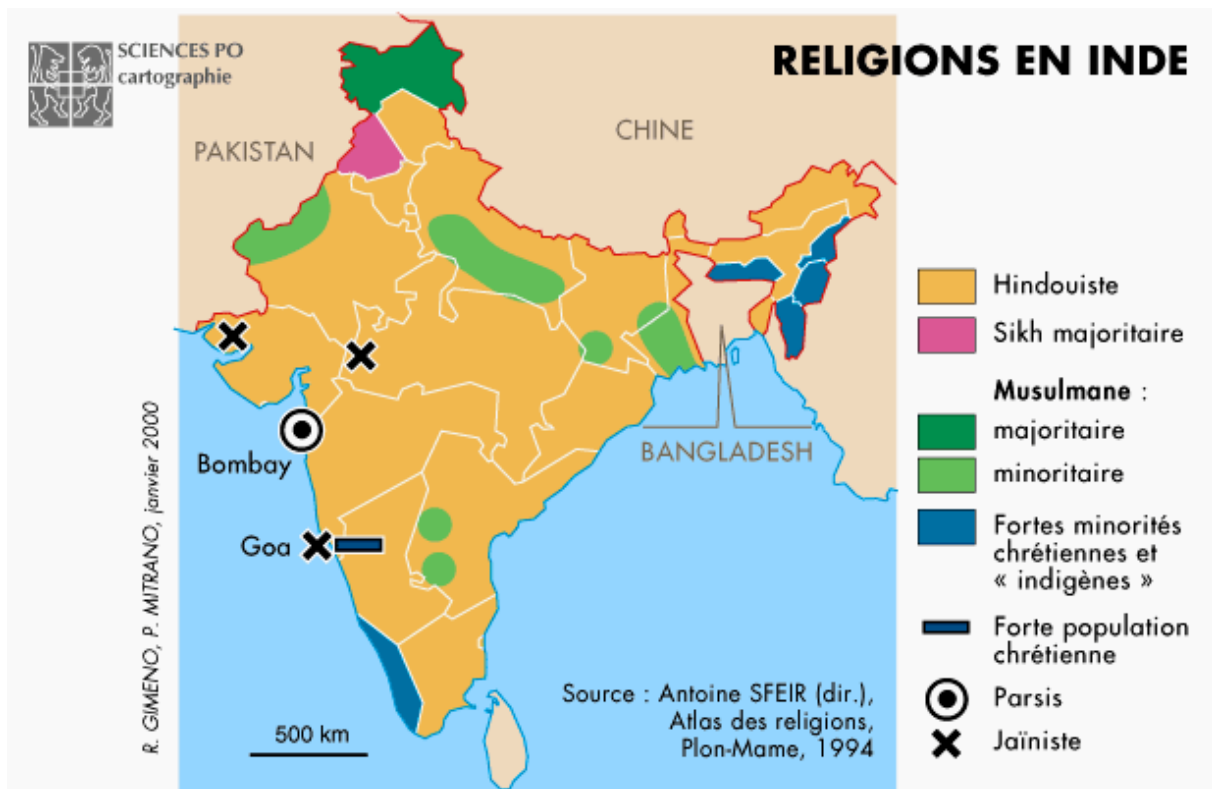 SCIENCES PO
cartographie
RELIGIONS EN INDE
CHINE
PAKISTAN
BANGLADESH
Bombay
Goa
Hindouiste
Sikh majoritaire
Musulmane :
majoritaire
minoritaire
Fortes minorités
chrétiennes et
« indigènes »
Forte population
chrétienne
Parsis
Jaïniste
500 km
Source : Antoine SFEIR (dir.),
Atlas des religions,
Plon-Mame, 1994
R. GIMENO, P. MITRANO, janvier 2000